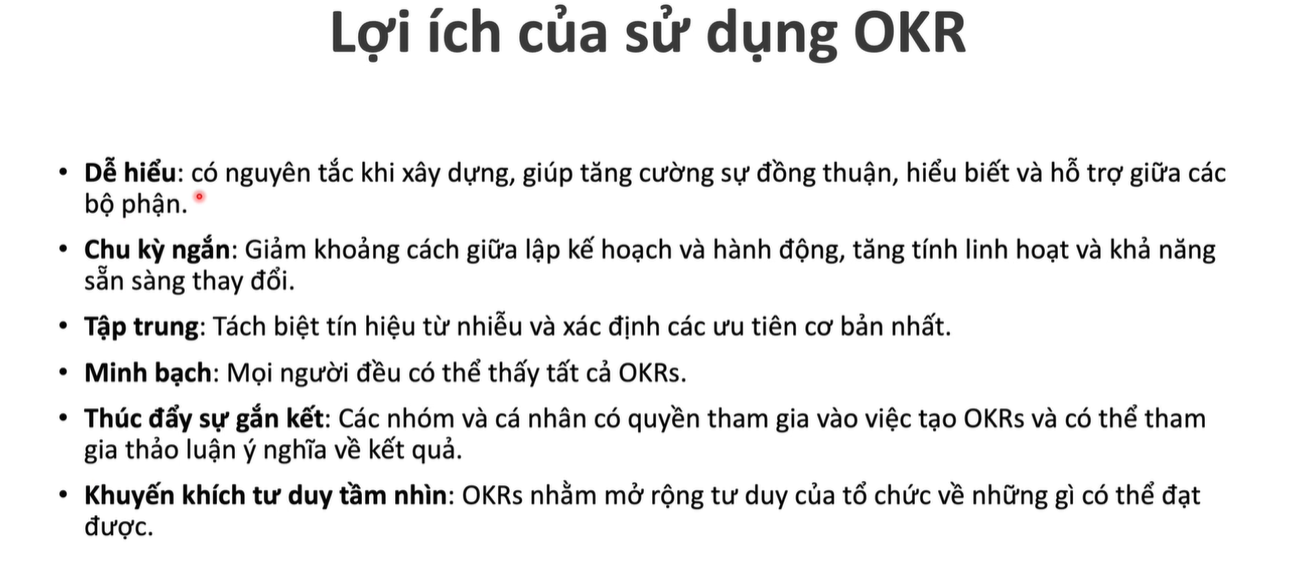 Lợi ích của sử dụng OKR
• Dễ hiểu: có nguyên tắc khi xây dựng, giúp tăng cường sự đồng thuận, hiểu biết và hỗ trợ giữa các
bộ phận.
• Chu kỳ ngắn: Giảm khoảng cách giữa lập kế hoạch và hành động, tăng tính linh hoạt và khả năng
sẵn sàng thay đổi.
• Tập trung: Tách biệt tín hiệu từ nhiễu và xác định các ưu tiên cơ bản nhất.
• Minh bạch: Mọi người đều có thể thấy tất cả OKRs.
• Thúc đẩy sự gắn kết: Các nhóm và cá nhân có quyền tham gia vào việc tạo OKRs và có thể tham
gia thảo luận ý nghĩa về kết quả.
• Khuyến khích tư duy tầm nhìn: OKRs nhằm mở rộng tư duy của tổ chức về những gì có thể đạt
được.